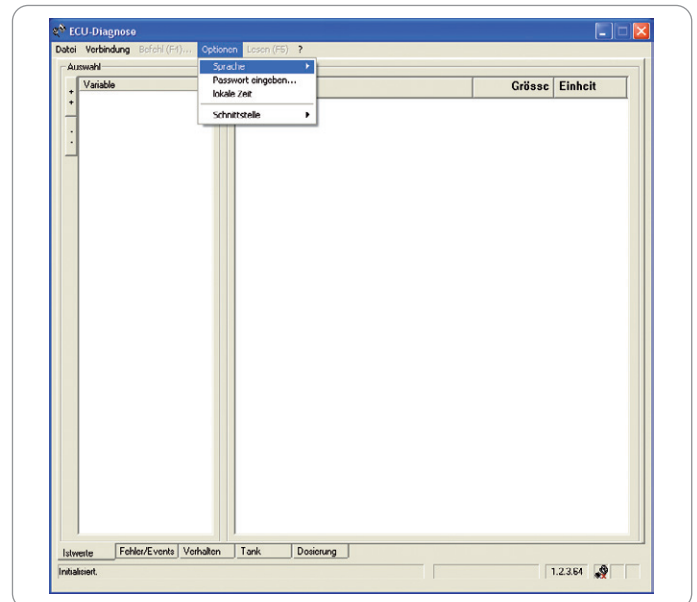 ECU-Diagnose
Datei Verbindung Befehl (F4)... Optionen Lesen (F5) ?
Auswahl
Sprache
Passwort eingeben...
lokale Zeit
Schnittstelle
+
+
-
-
Variable
Grösse Einheit
Istwerte Fehler/Events Verhalten Tank Dosierung
Initialisiert. 1.2.3.64